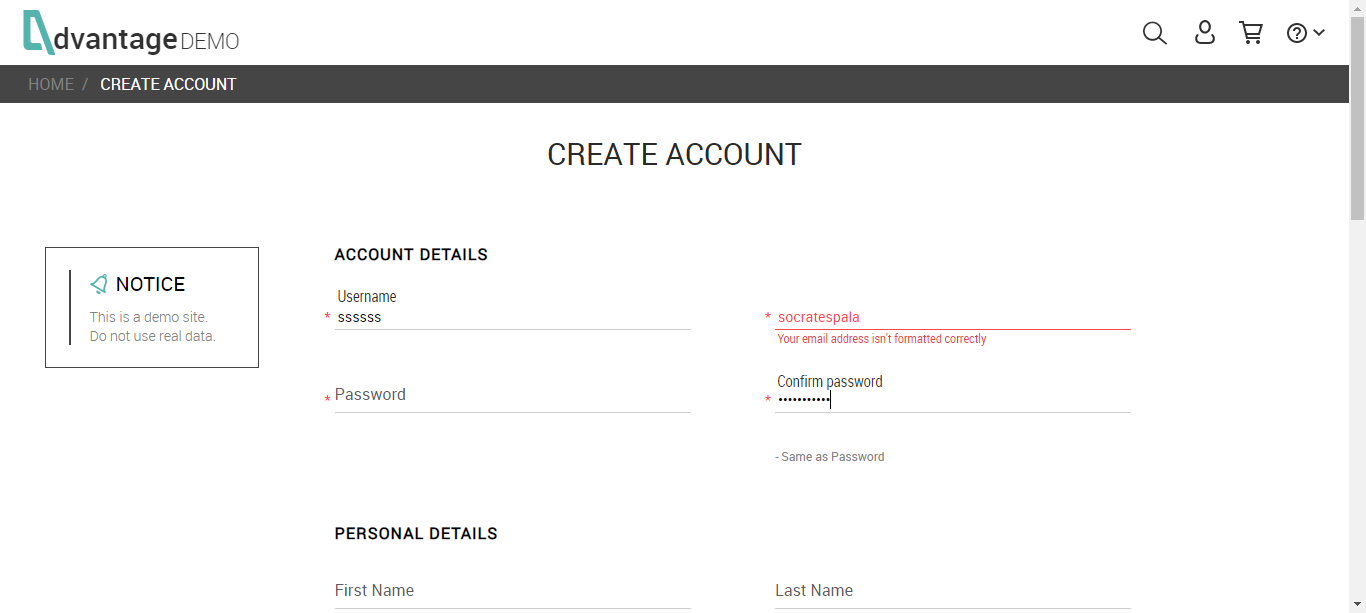 dvantage DEMO
HOME / CREATE ACCOUNT
CREATE ACCOUNT
NOTICE
This is a demo site.
Do not use real data.
ACCOUNT DETAILS
Username
* ssssss
* socratespala
Your email address isn't formatted correctly
* Password
Confirm password
* •••••••••••
- Same as Password
PERSONAL DETAILS
First Name
Last Name